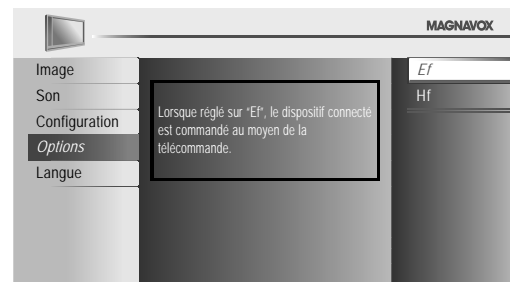 MAGNAVOX
Image
Son
Configuration
Options
Langue
Lorsque réglé sur "Ef", le dispositif connecté
est commandé au moyen de la
télécommande.
Ef
Hf